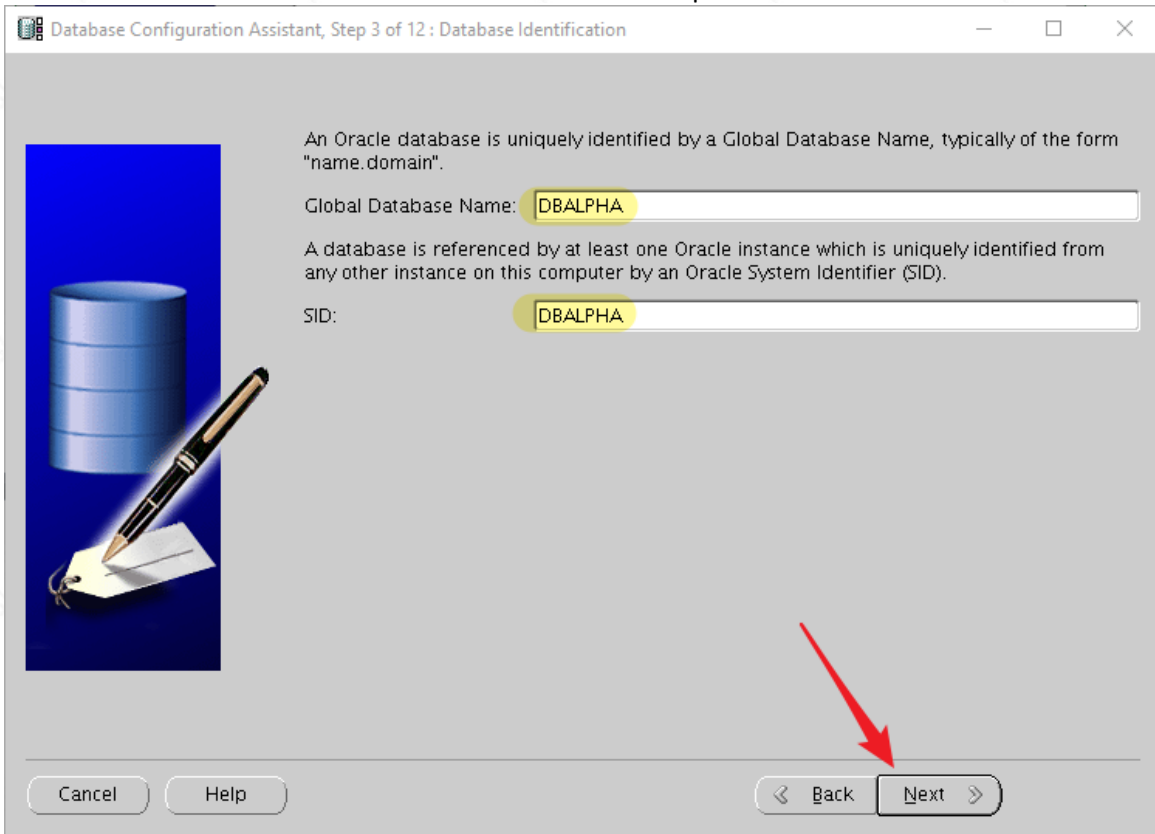 Database Configuration Assistant, Step 3 of 12 : Database Identification
An Oracle database is uniquely identified by a Global Database Name, typically of the form
"name.domain".
Global Database Name: DBALPHA
A database is referenced by at least one Oracle instance which is uniquely identified from
any other instance on this computer by an Oracle System Identifier (SID).
SID: DBALPHA
Cancel Help Back Next